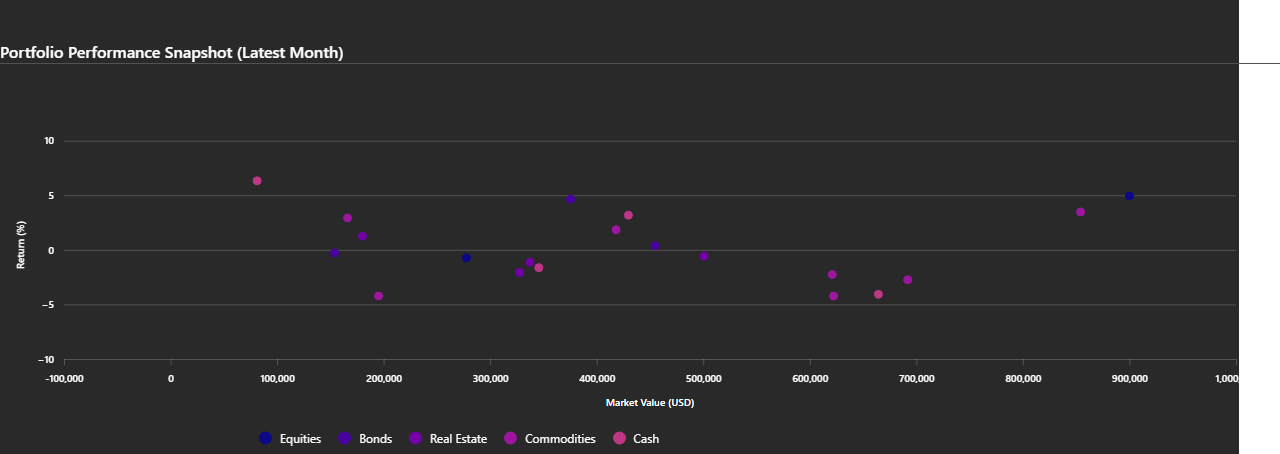 Portfolio Performance Snapshot (Latest Month)
10
5
0
−5
−10
Return (%)
-100,000 0 100,000 200,000 300,000 400,000 500,000 600,000 700,000 800,000 900,000 1,000,
Market Value (USD)
Equities Bonds Real Estate Commodities Cash